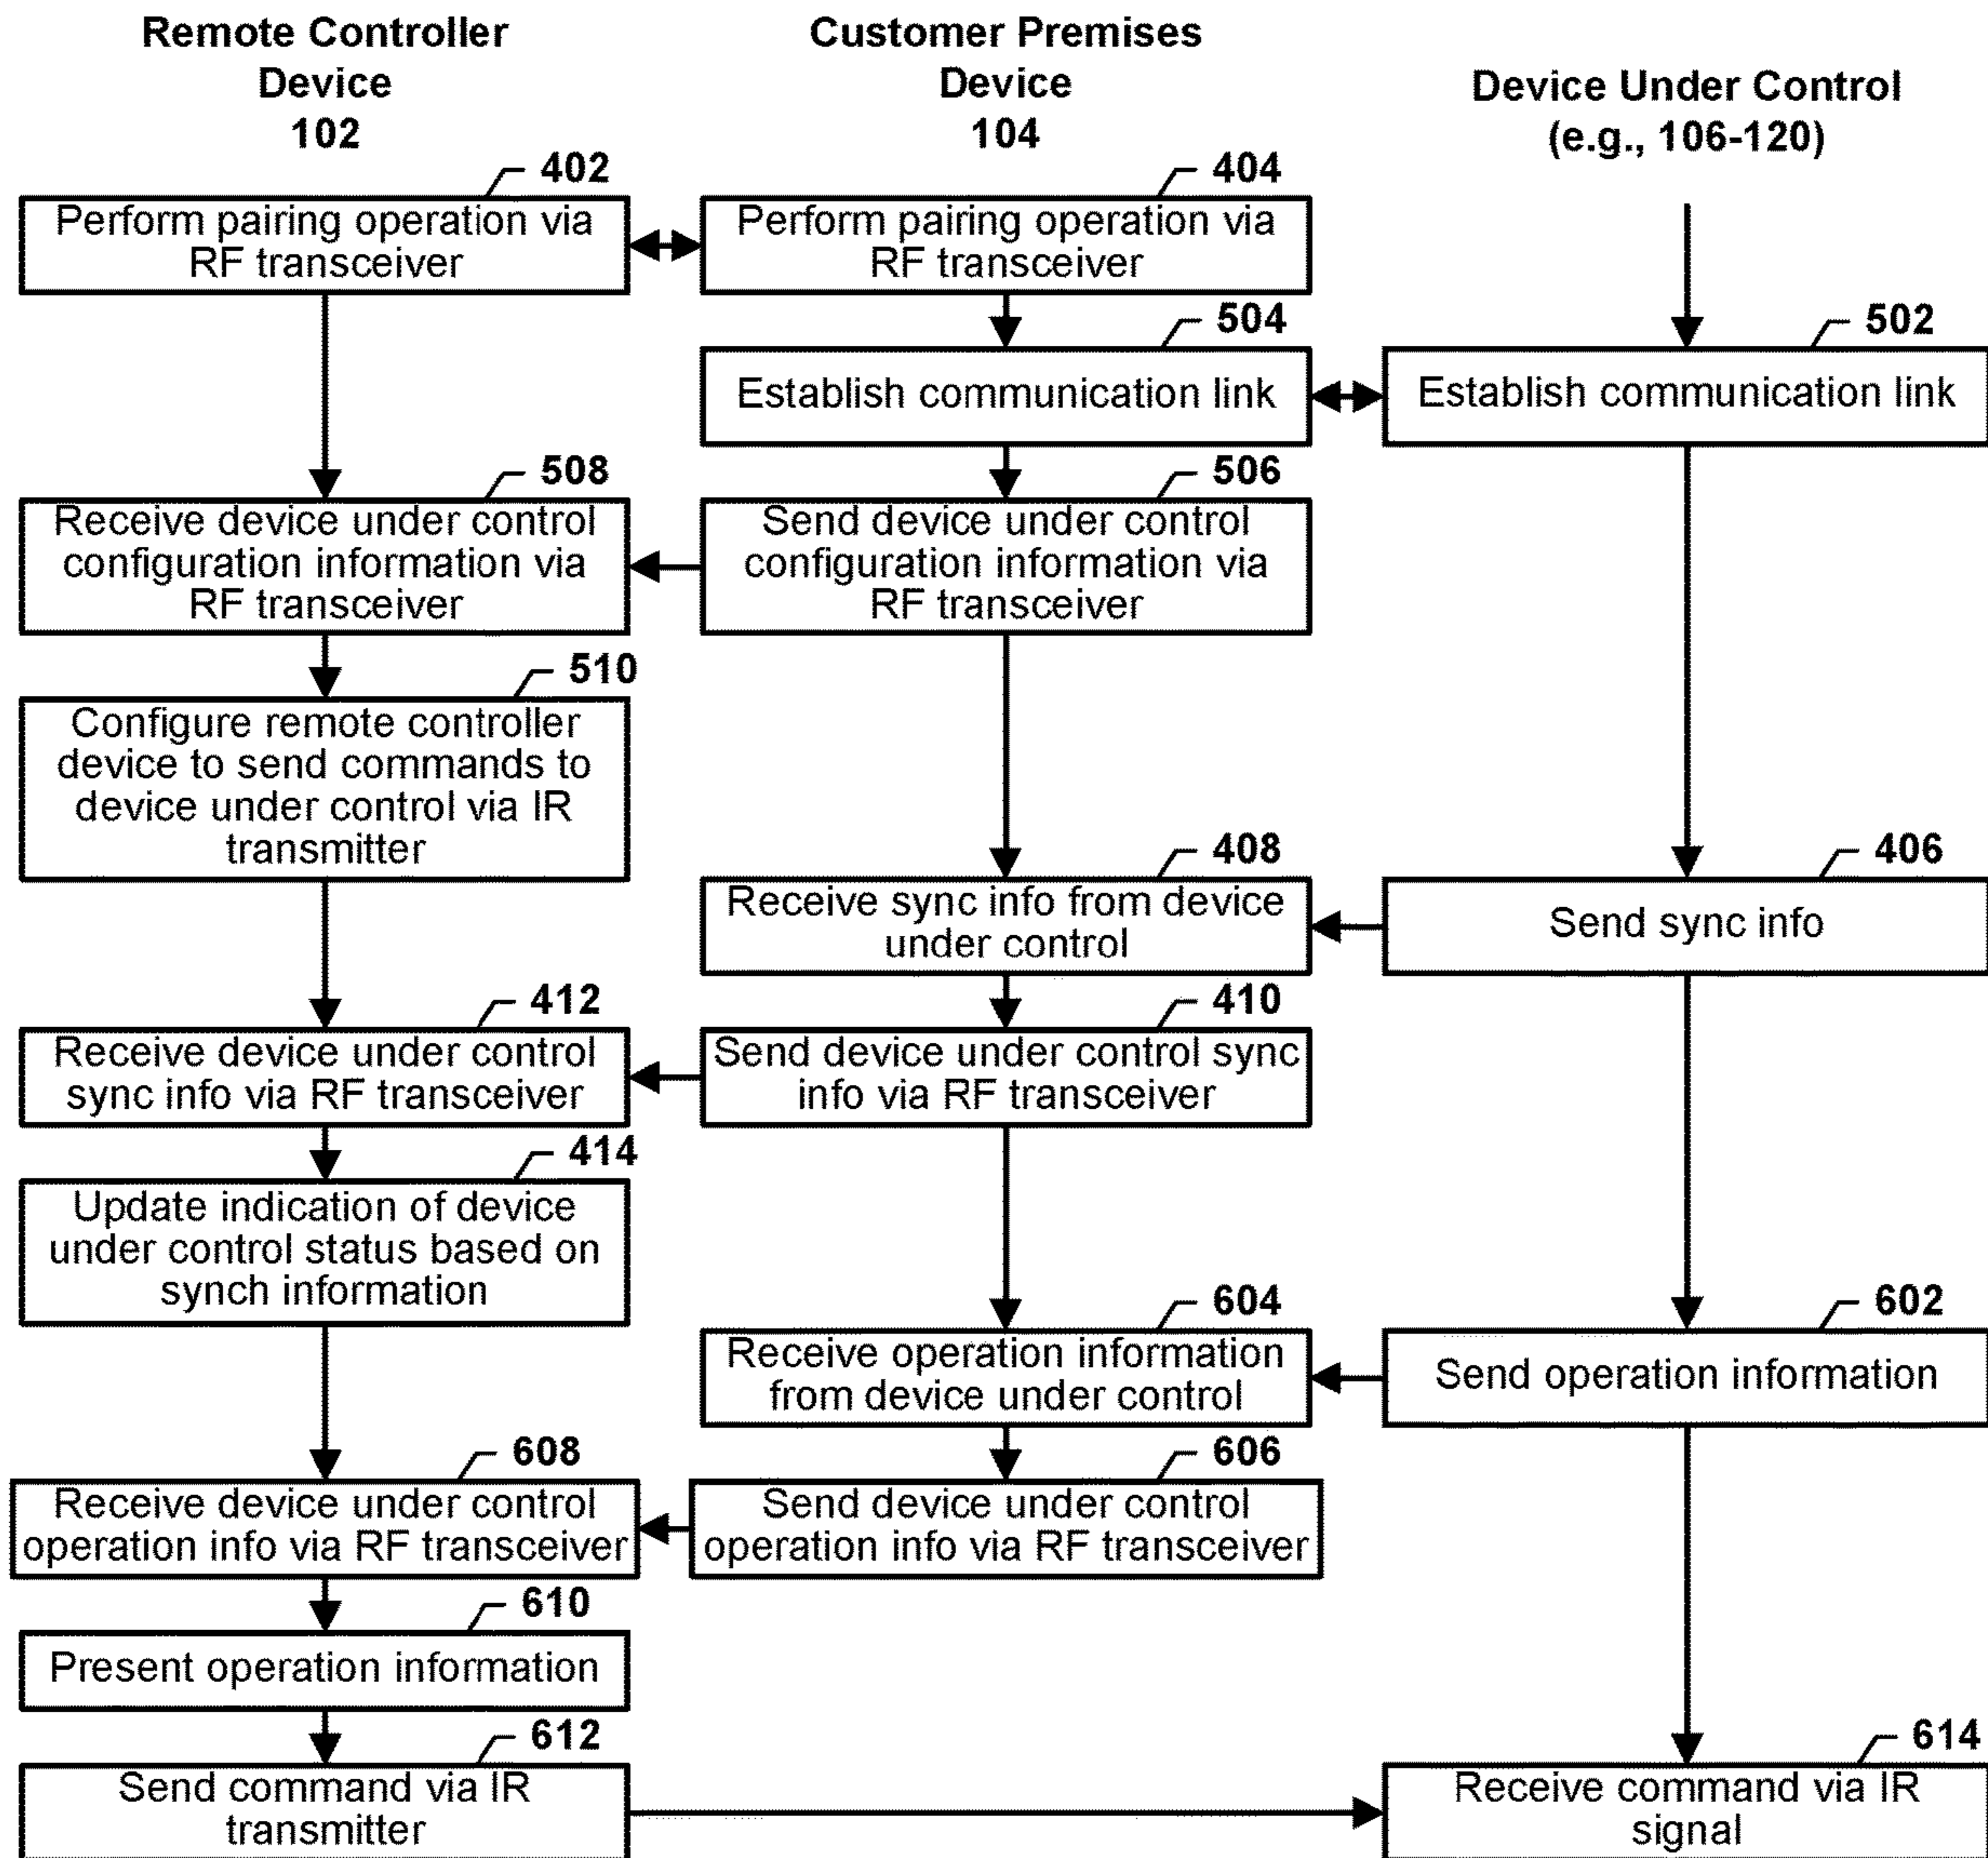 Remote Controller
Device
102
Customer Premises
Device
104
Device Under Control
(e.g., 106-120)
402
Perform pairing operation via
RF transceiver
404
Perform pairing operation via
RF transceiver
504
Establish communication link
502
Establish communication link
508
Receive device under control
configuration information via
RF transceiver
506
Send device under control
configuration information via
RF transceiver
510
Configure remote controller
device to send commands to
device under control via IR
transmitter
408
Receive sync info from device
under control
406
Send sync info
412
Receive device under control
sync info via RF transceiver
410
Send device under control sync
info via RF transceiver
414
Update indication of device
under control status based on
synch information
604
Receive operation information
from device under control
602
Send operation information
608
Receive device under control
operation info via RF transceiver
606
Send device under control
operation info via RF transceiver
610
Present operation information
612
Send command via IR
transmitter
614
Receive command via IR
signal